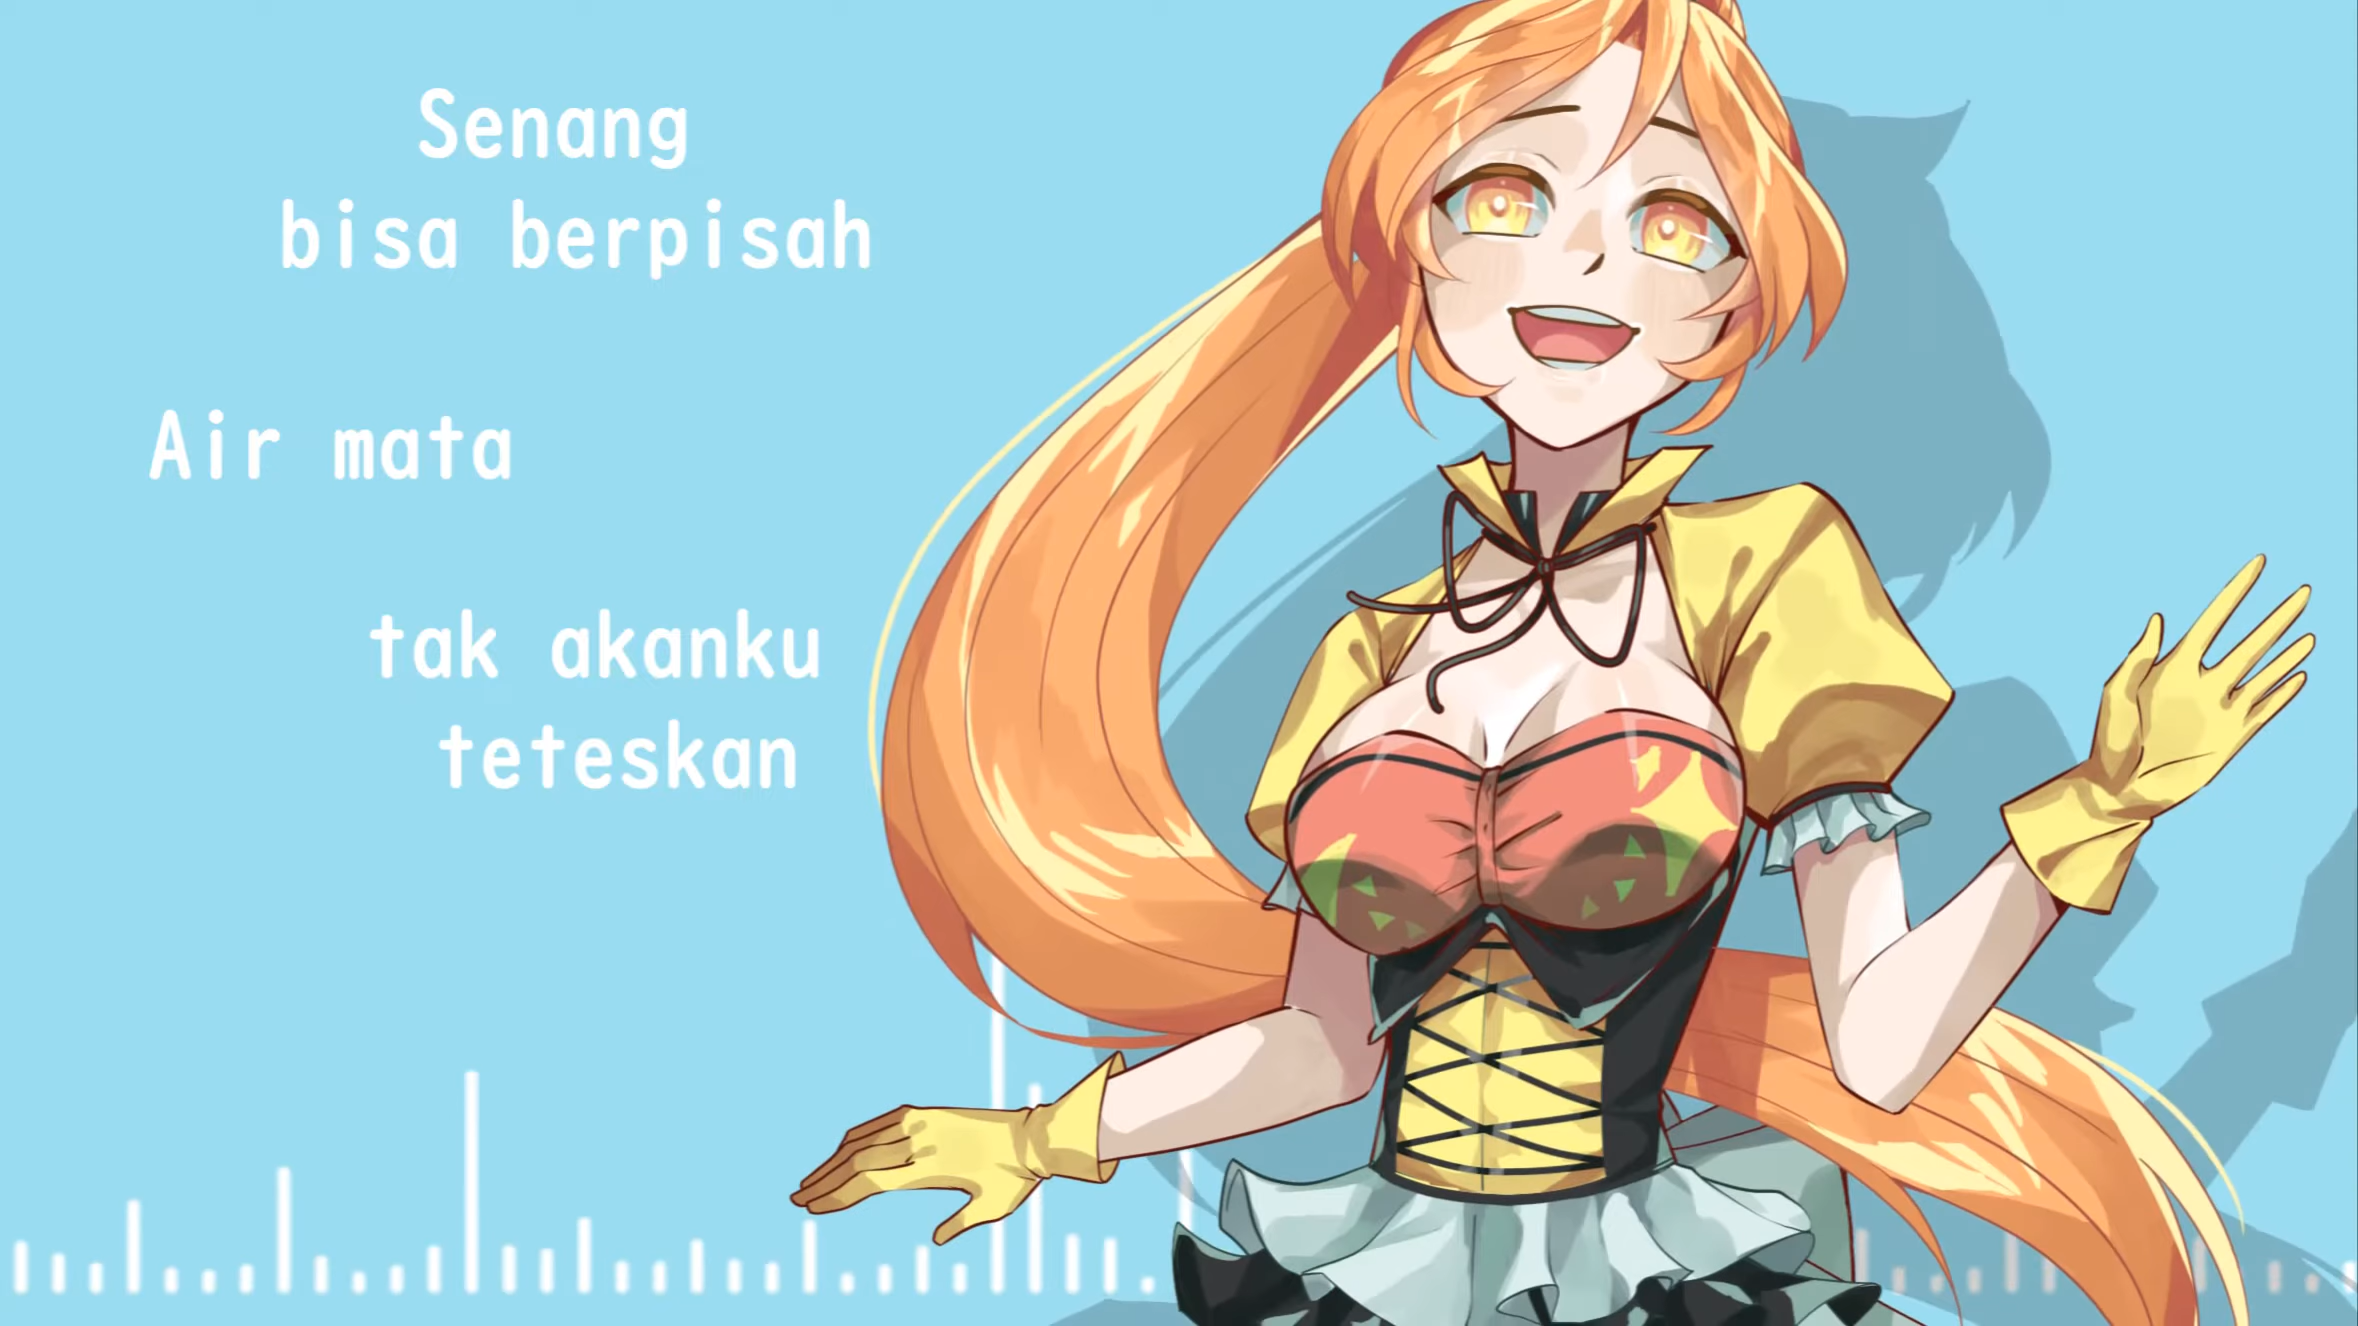 Senang
bisa berpisah
Air mata
tak akanku
teteskan